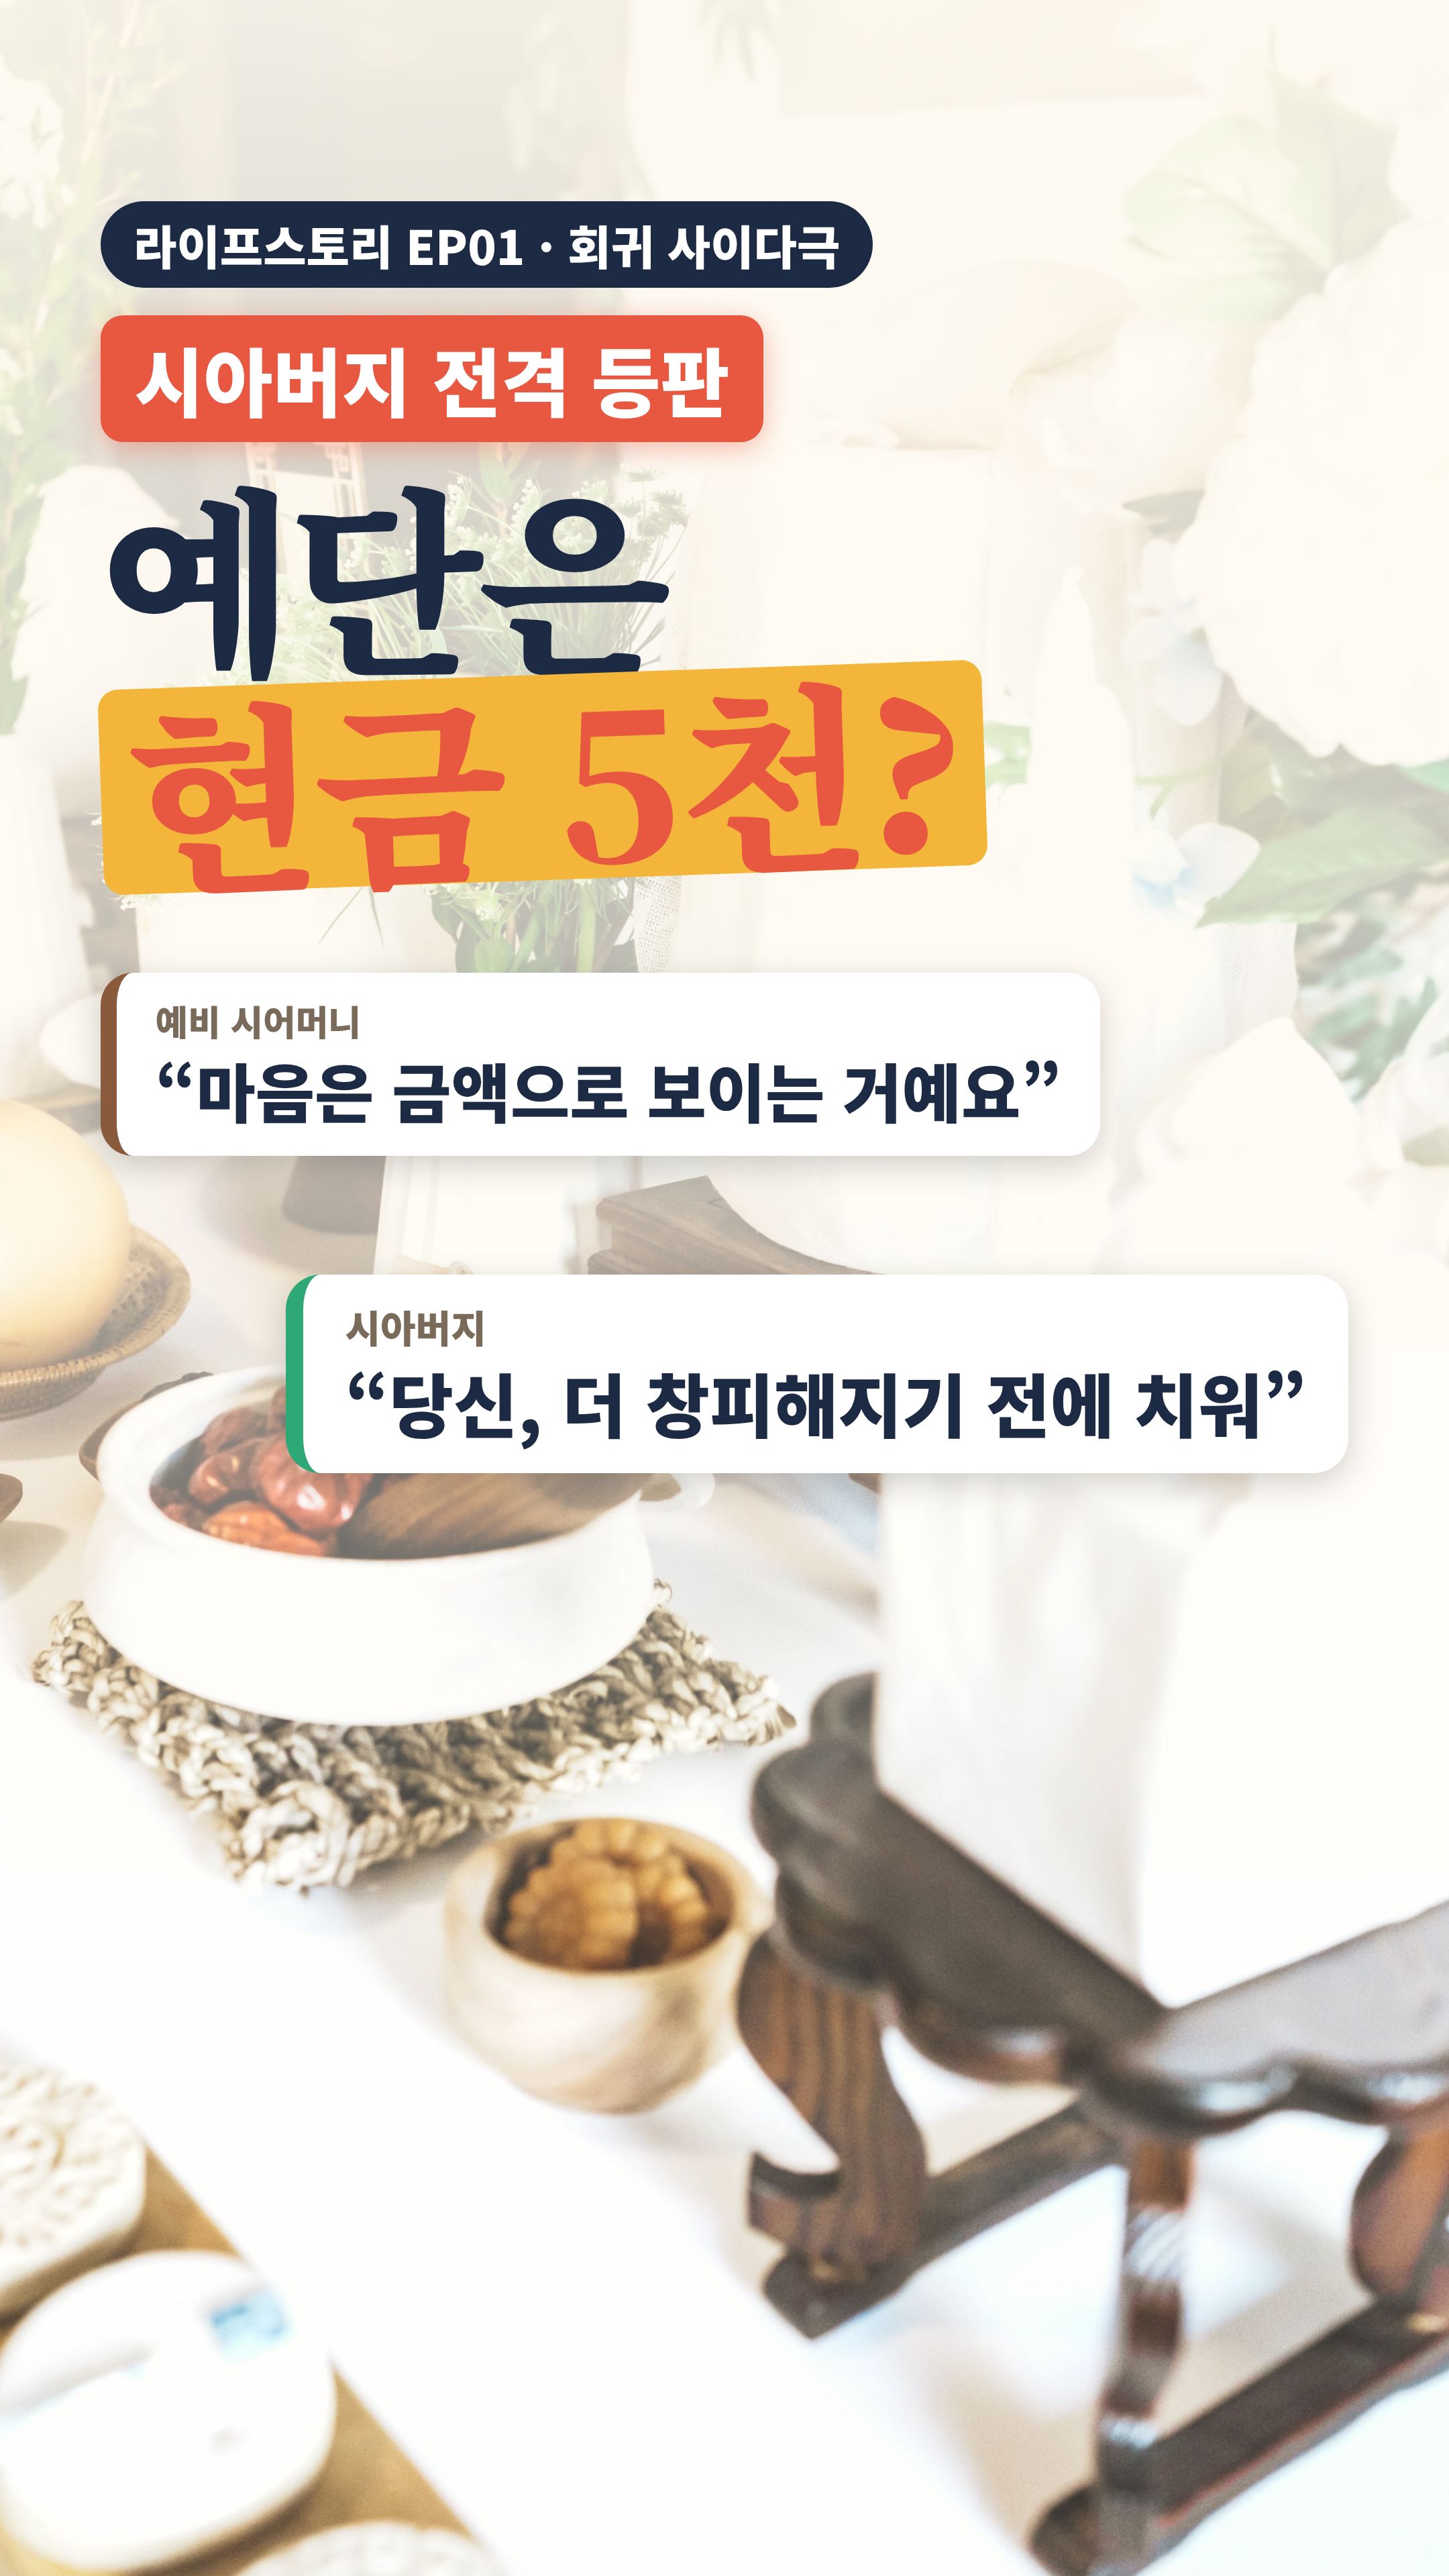 라이프스토리 EP01 · 회귀 사이다극
시아버지 전격 등판
예단은
현금 5천?
예비 시어머니
“마음은 금액으로 보이는 거예요”
시아버지
“당신, 더 창피해지기 전에 치워”